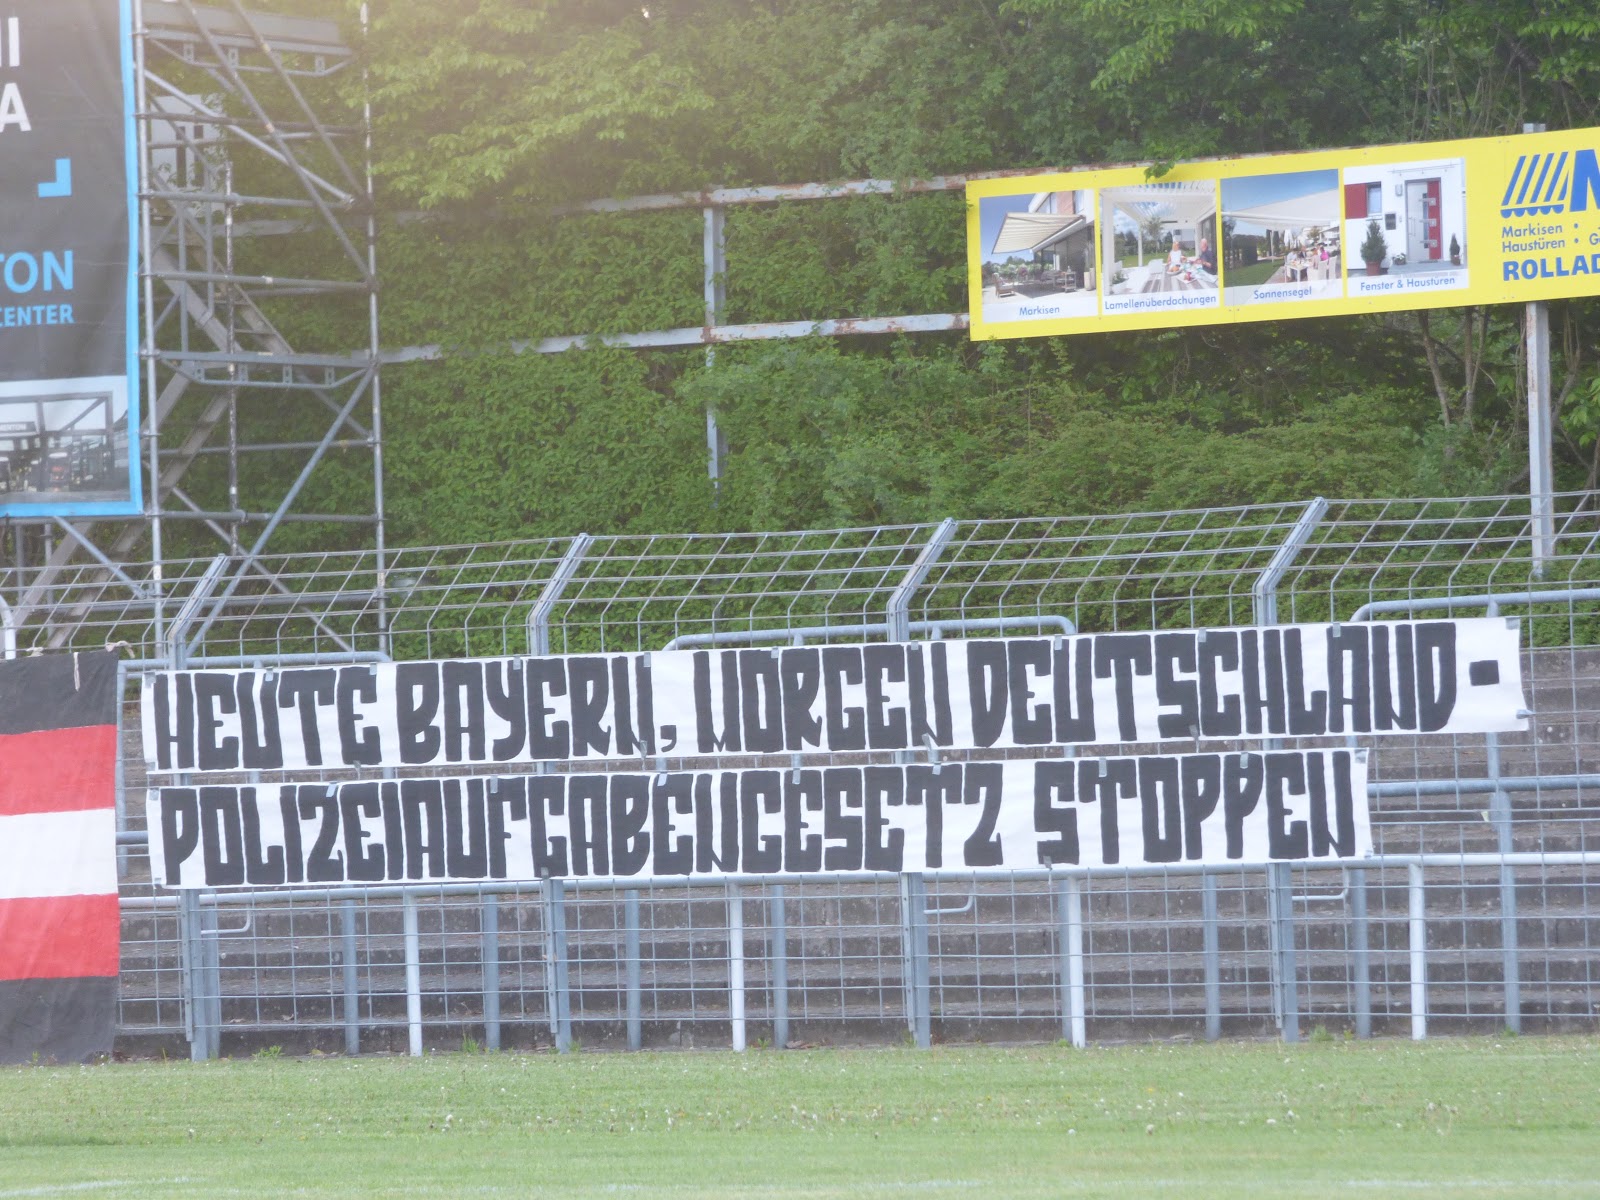 TON
CENTER
Markisen
Lamellenüberdachungen
Sonnensegel
Fenster & Haustüren
Markisen :
Haustüren
ROLLAD
HEUTE BAYERN, MORGEN DEUTSCHLAND -
POLIZEIAUFGABENGESETZ STOPPEN